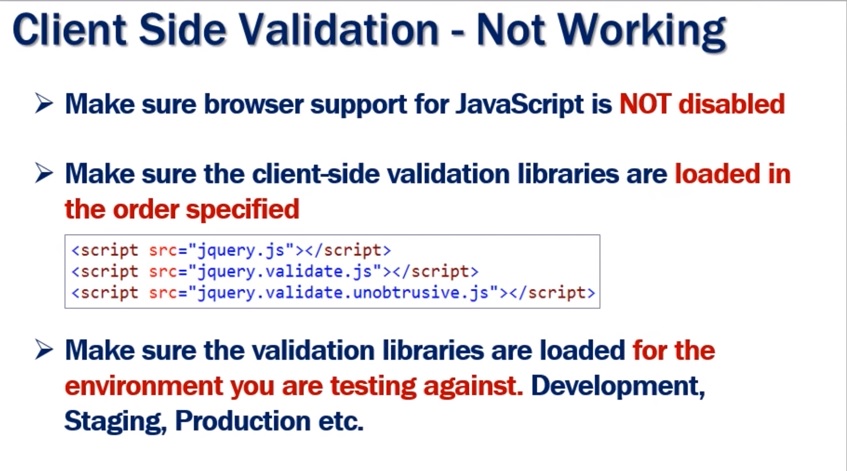 Client Side Validation - Not Working
Make sure browser support for JavaScript is NOT disabled
Make sure the client-side validation libraries are loaded in
the order specified
<script src="jquery.js"></script>
<script src="jquery.validate.js"></script>
<script src="jquery.validate.unobtrusive.js"></script>
Make sure the validation libraries are loaded for the
environment you are testing against. Development,
Staging, Production etc.